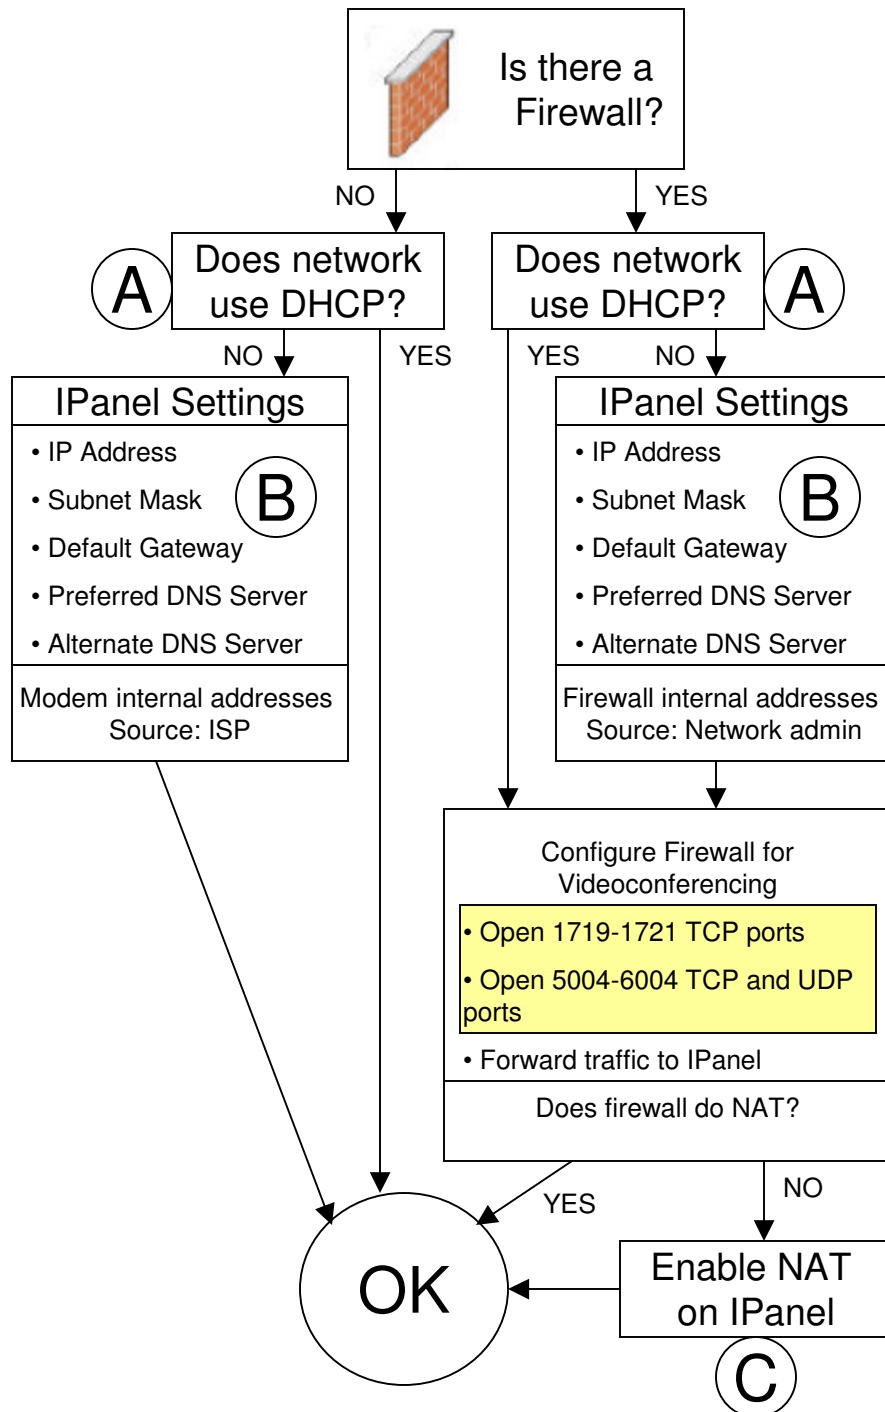 Is there a
Firewall?
NO
YES
A
Does network
use DHCP?
Does network
use DHCP?
A
NO
YES
YES
NO
IPanel Settings
• IP Address
• Subnet Mask
• Default Gateway
• Preferred DNS Server
• Alternate DNS Server
B
Modem internal addresses
Source: ISP
IPanel Settings
• IP Address
• Subnet Mask
• Default Gateway
• Preferred DNS Server
• Alternate DNS Server
B
Firewall internal addresses
Source: Network admin
Configure Firewall for
Videoconferencing
• Open 1719-1721 TCP ports
• Open 5004-6004 TCP and UDP
ports
• Forward traffic to IPanel
Does firewall do NAT?
YES
NO
OK
Enable NAT
on IPanel
C